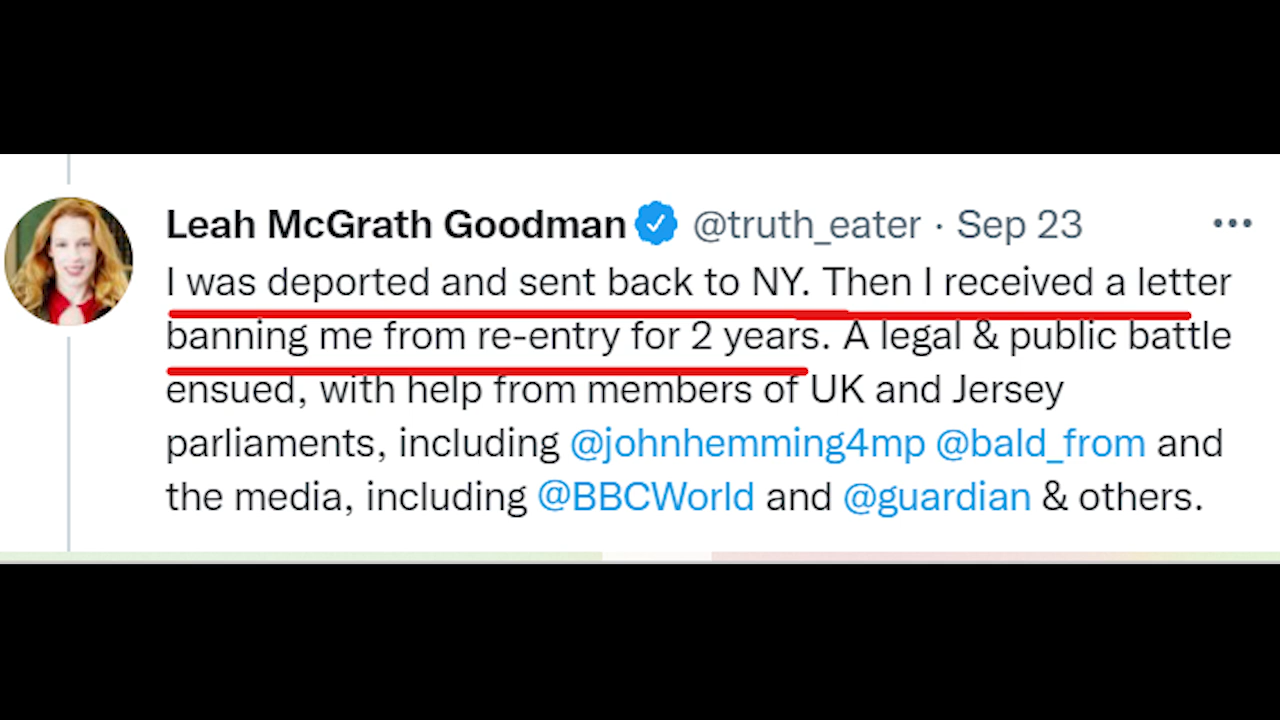 Leah McGrath Goodman @truth_eater · Sep 23
I was deported and sent back to NY. Then I received a letter
banning me from re-entry for 2 years. A legal & public battle
ensued, with help from members of UK and Jersey
parliaments, including @johnhemming4mp @bald_from and
the media, including @BBCWorld and @guardian & others.